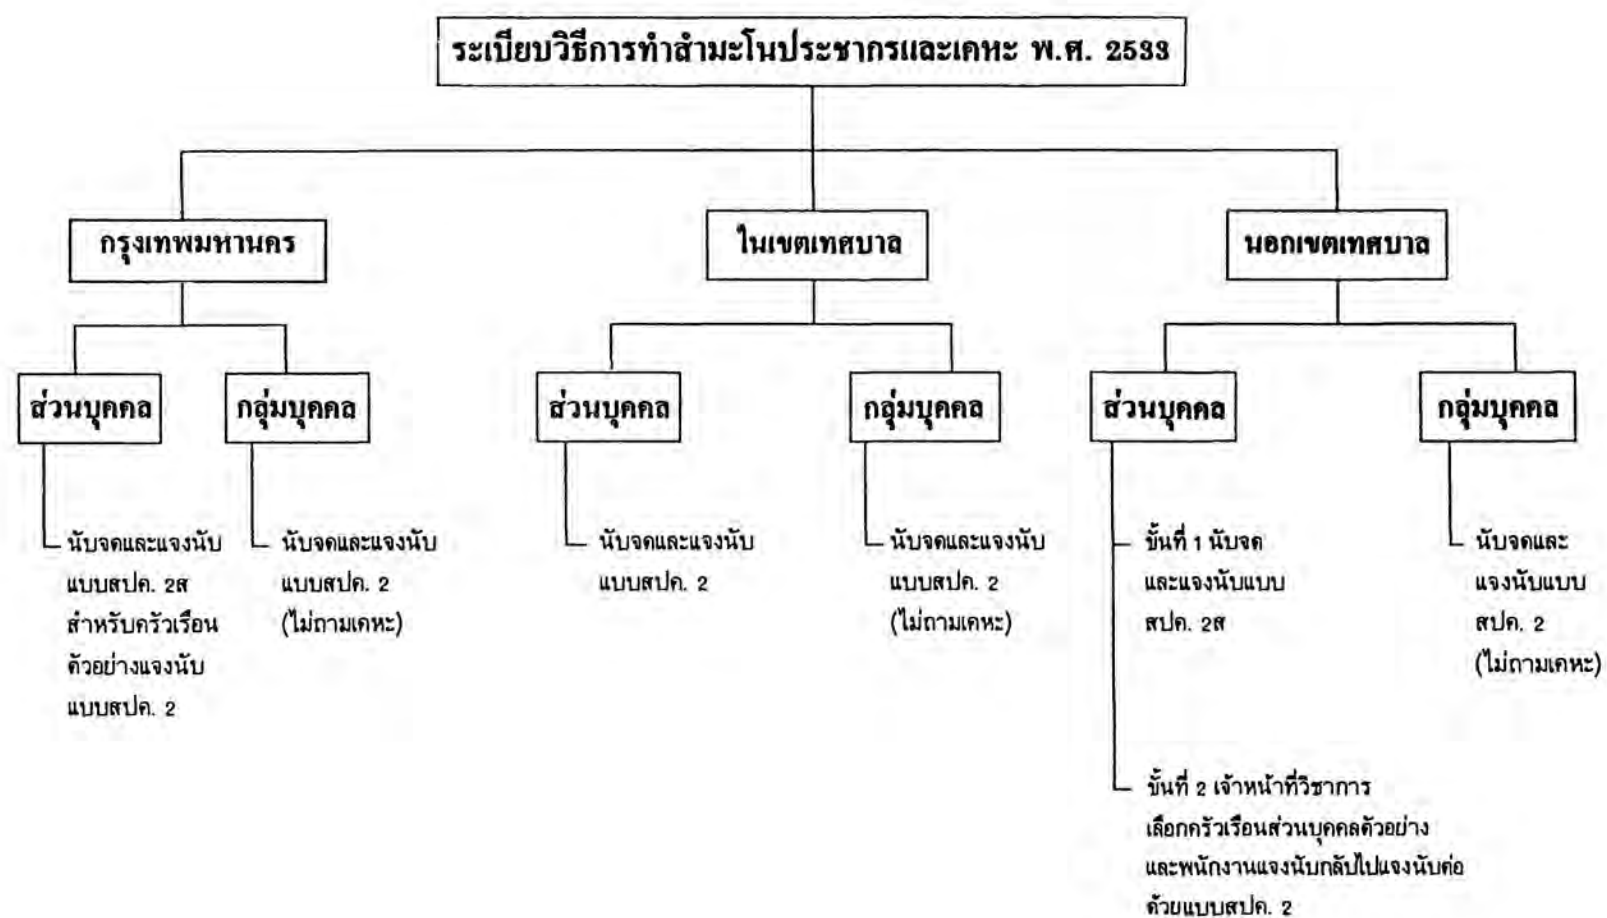 ระเบียบวิธีการทำสำมะโนประชากรและเคหะ พ.ศ. 2533
กรุงเทพมหานคร
ในเขตเทศบาล
นอกเขตเทศบาล
ส่วนบุคคล
กลุ่มบุคคล
ส่วนบุคคล
กลุ่มบุคคล
ส่วนบุคคล
กลุ่มบุคคล
นับจดและแจงนับ
แบบสปค. 2ส
สำหรับครัวเรือน
ตัวอย่างแจงนับ
แบบสปค. 2
นับจดและแจงนับ
แบบสปค. 2
(ไม่ถามเคหะ)
นับจดและแจงนับ
แบบสปค. 2
นับจดและแจงนับ
แบบสปค. 2
(ไม่ถามเคหะ)
ขั้นที่ 1 นับจด
และแจงนับแบบ
สปค. 2ส
ขั้นที่ 2 เจ้าหน้าที่วิชาการ
เลือกครัวเรือนส่วนบุคคลตัวอย่าง
และพนักงานแจงนับกลับไปแจงนับต่อ
ด้วยแบบสปค. 2
นับจดและ
แจงนับแบบ
สปค. 2
(ไม่ถามเคหะ)